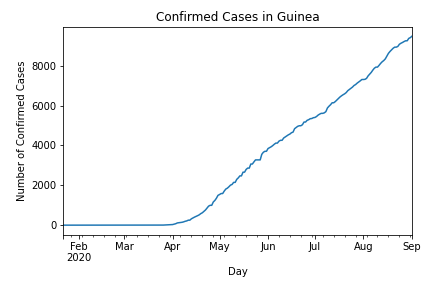 Confirmed Cases in Guinea
Number of Confirmed Cases
8000
6000
4000
2000
0
Feb Mar Apr May Jun Jul Aug Sep
2020
Day